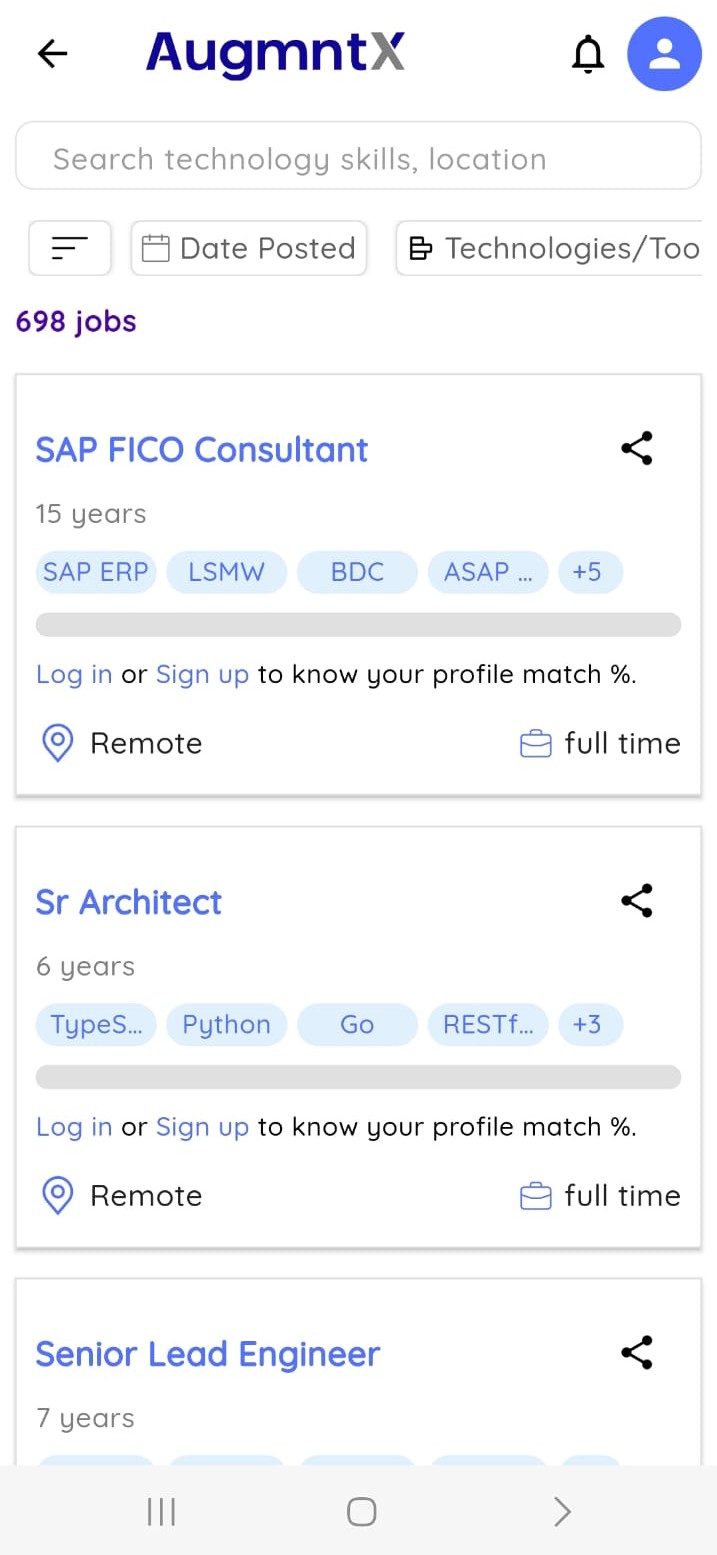 AugmntX
Search technology skills, location
Date Posted
Technologies/Too
698 jobs
SAP FICO Consultant
15 years
SAP ERP LSMW BDC ASAP ... +5
Log in or Sign up to know your profile match %.
Remote full time
Sr Architect
6 years
TypeS... Python Go RESTf... +3
Log in or Sign up to know your profile match %.
Remote full time
Senior Lead Engineer
7 years